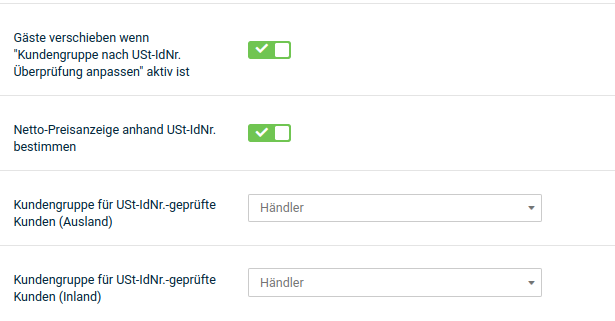 Gäste verschieben wenn
"Kundengruppe nach USt-IdNr.
Überprüfung anpassen" aktiv ist
Netto-Preisanzeige anhand USt-IdNr.
bestimmen
Kundengruppe für USt-IdNr.-geprüfte
Kunden (Ausland)
Händler
Kundengruppe für USt-IdNr.-geprüfte
Kunden (Inland)
Händler